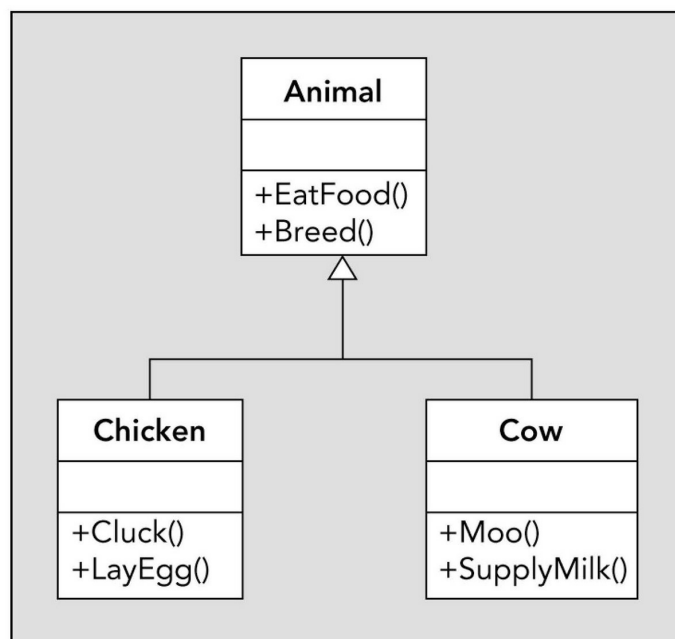 Animal
+EatFood()
+Breed()
Chicken
+Cluck()
+LayEgg()
Cow
+Moo()
+SupplyMilk()